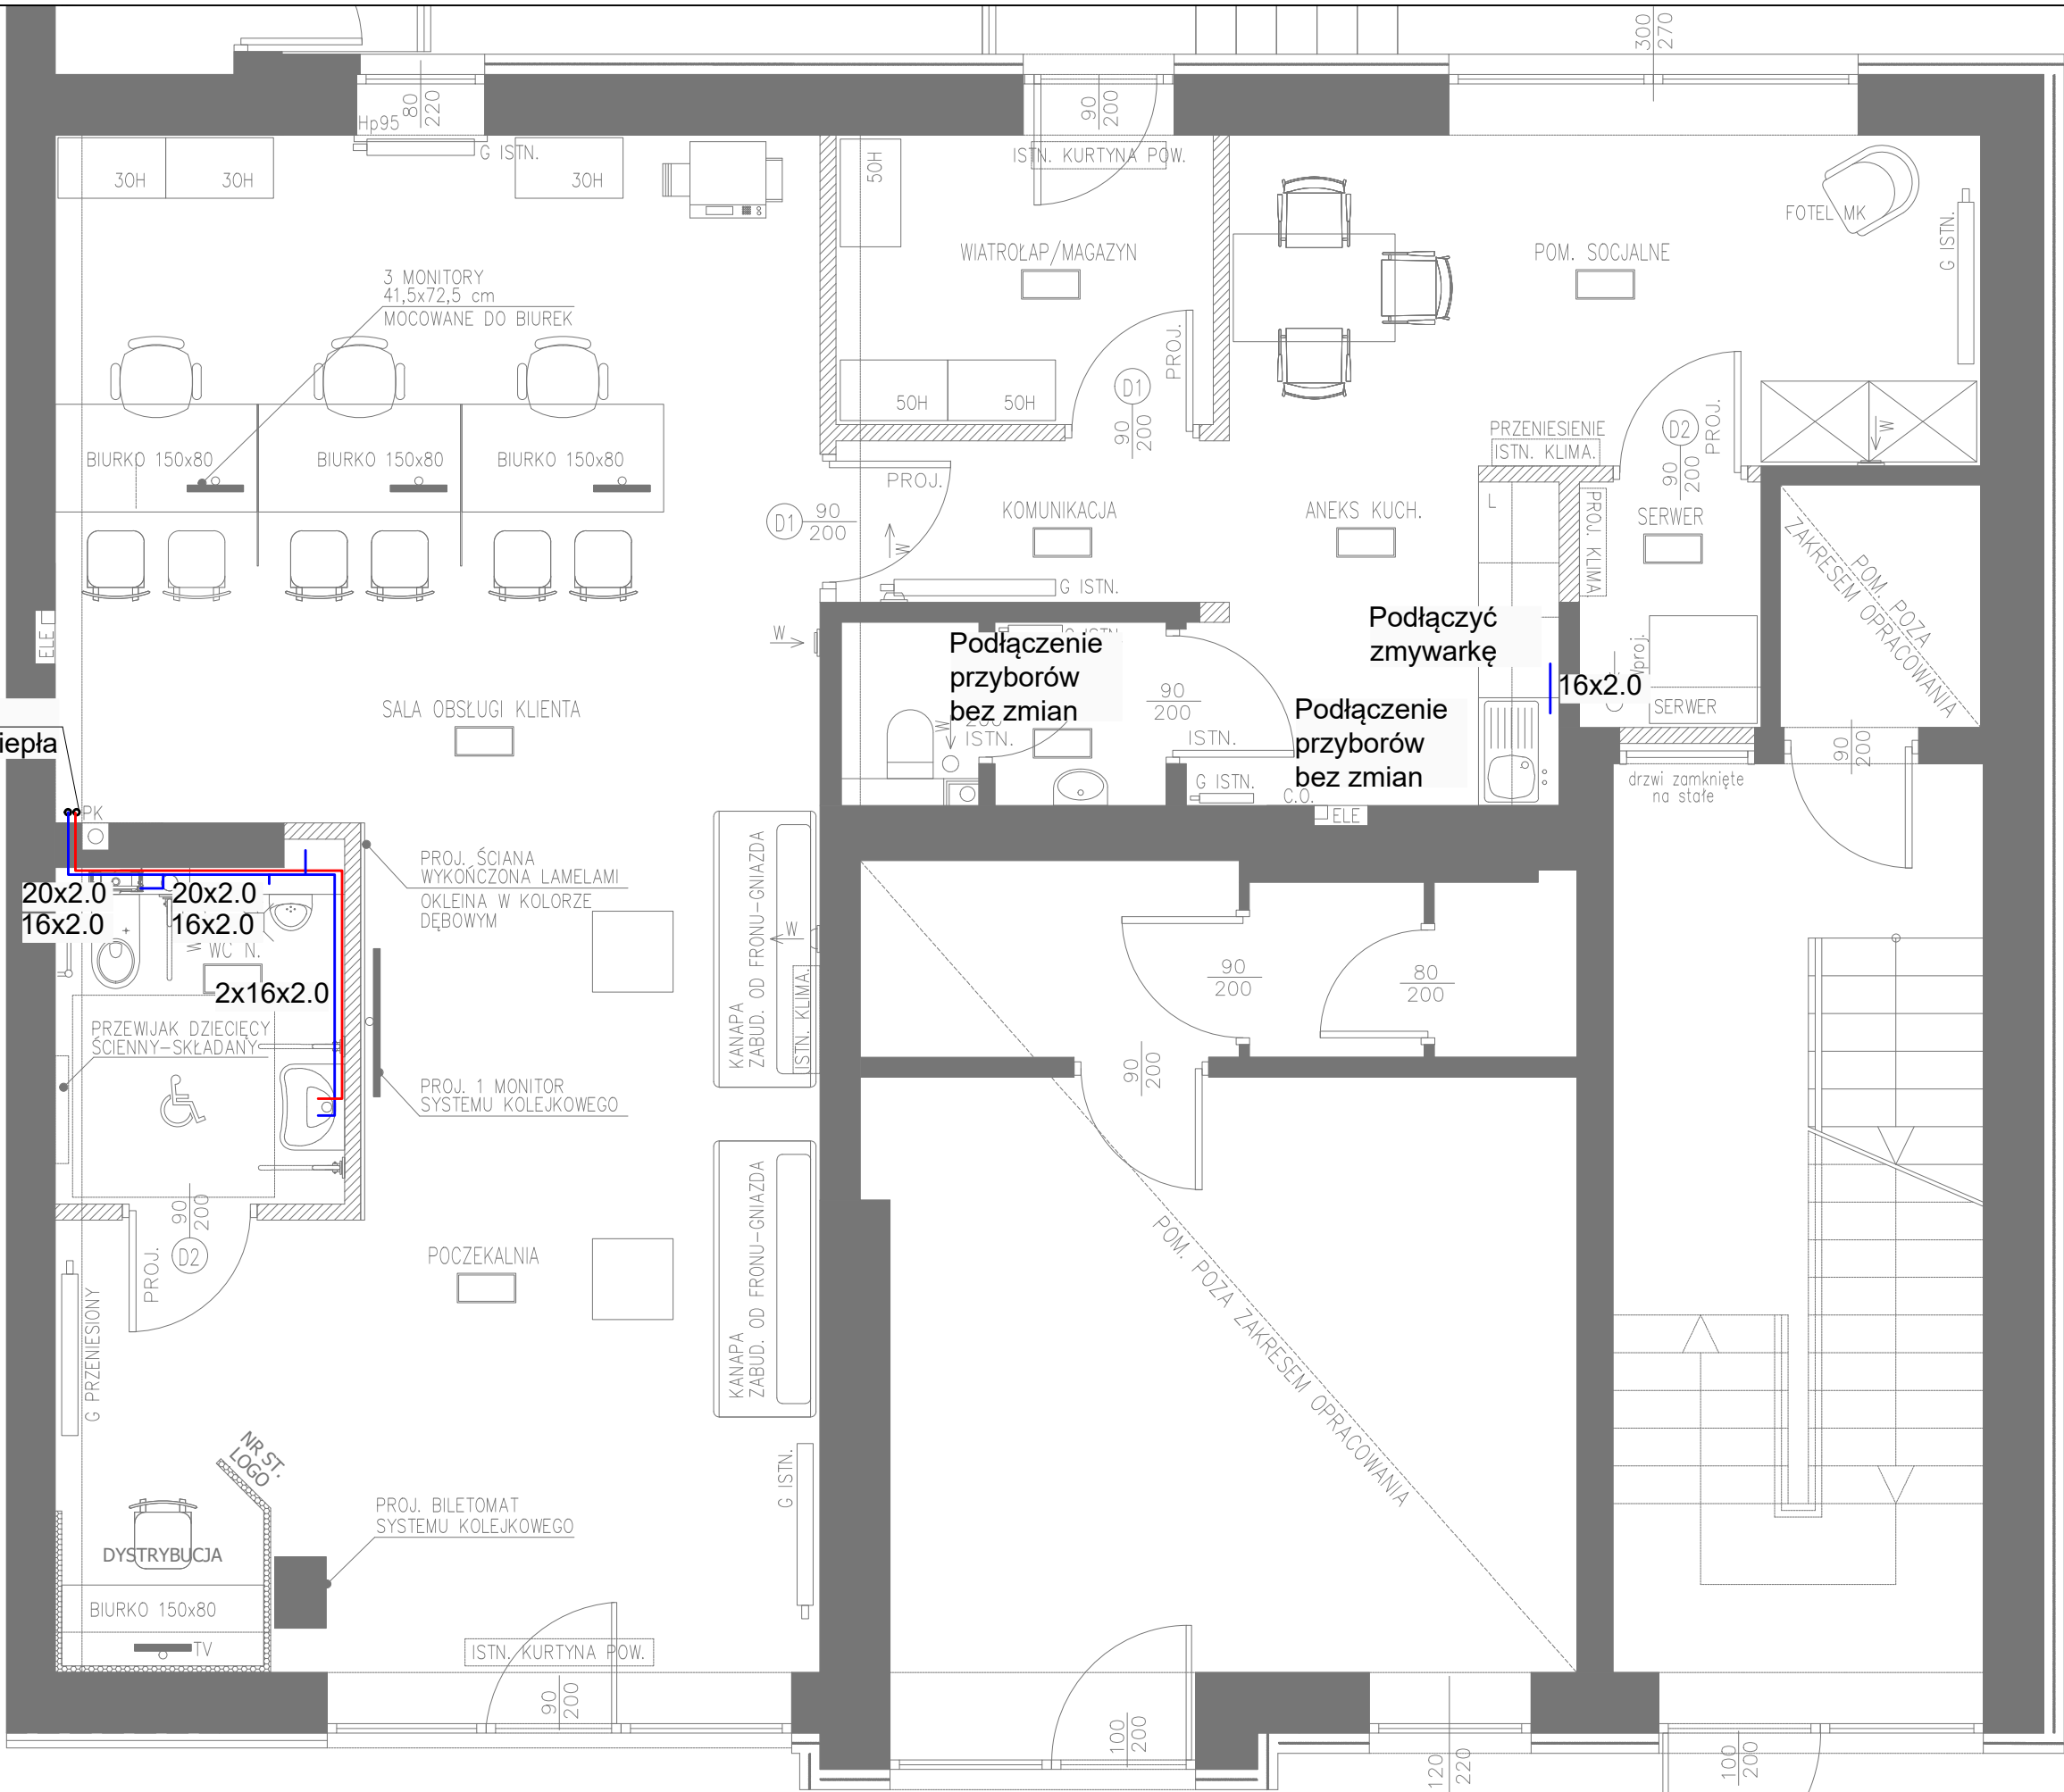 300
270
80
220
Hp95
G ISTN.
90
200
ISTN. KURTYNA POW.
30H
30H
30H
50H
FOTEL MK
G ISTN.
WIATROŁAP/MAGAZYN
POM. SOCJALNE
3 MONITORY
41,5x72,5 cm
MOCOWANE DO BIUREK
PROJ.
D1
90
200
50H
50H
BIURKO 150x80
BIURKO 150x80
BIURKO 150x80
PRZENIESIENIE
ISTN. KLIMA.
D2
90
200
PROJ.
W
PROJ.
D1
90
200
W
KOMUNIKACJA
ANEKS KUCH.
L
PROJ. KLIMA.
SERWER
POM. POZA
ZAKRESEM OPRACOWANIA
G ISTN.
ELE
W
Podłączenie
przyborów
bez zmian
Podłączyć
zmywarkę
16x2.0
SERWER
SALA OBSŁUGI KLIENTA
90
200
W
ISTN.
ISTN.
Podłączenie
przyborów
bez zmian
G ISTN.
C.O.
ELE
drzwi zamknięte
na stałe
90
200
iepła
PK
PROJ. ŚCIANA
WYKOŃCZONA LAMELAMI
OKLEINA W KOLORZE
DĘBOWYM
20x2.0
16x2.0
20x2.0
16x2.0
W
WC N.
2x16x2.0
PRZEWIJAK DZIECIĘCY
ŚCIENNY-SKŁADANY
KANAPA
ZABUD. OD FRONU-GNIAZDA
W
ISTN. KLIMA.
90
200
80
200
90
200
PROJ. 1 MONITOR
SYSTEMU KOLEJKOWEGO
90
200
D2
PROJ.
POCZEKALNIA
KANAPA
ZABUD. OD FRONU-GNIAZDA
POM. POZA ZAKRESEM OPRACOWANIA
G PRZENIESIONY
NR ST.
LOGO
G ISTN.
PROJ. BILETOMAT
SYSTEMU KOLEJKOWEGO
DYSTRYBUCJA
BIURKO 150x80
TV
ISTN. KURTYNA POW.
90
200
100
200
120
220
100
200